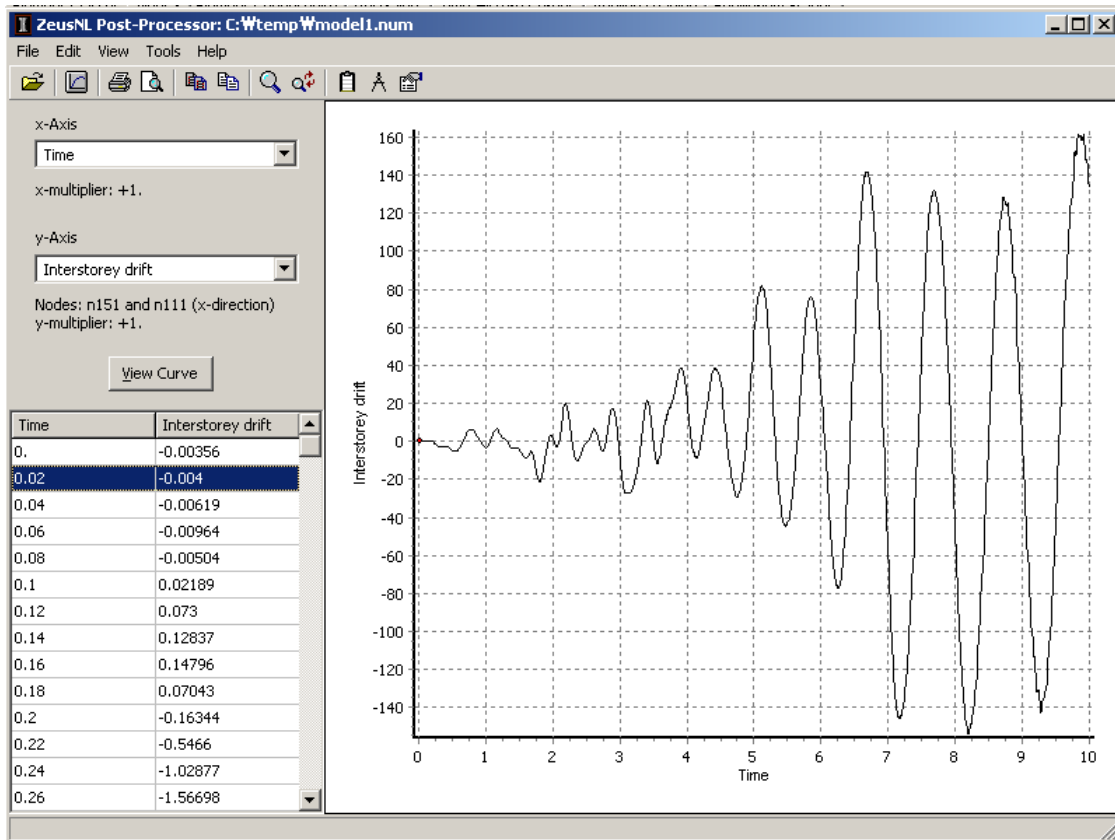 ZeusNL Post-Processor: C:₩temp₩model1.num
File Edit View Tools Help
x-Axis
Time
x-multiplier: +1.
y-Axis
Interstorey drift
Nodes: n151 and n111 (x-direction)
y-multiplier: +1.
View Curve
Time Interstorey drift
0. -0.00356
0.02 -0.004
0.04 -0.00619
0.06 -0.00964
0.08 -0.00504
0.1 0.02189
0.12 0.073
0.14 0.12837
0.16 0.14796
0.18 0.07043
0.2 -0.16344
0.22 -0.5466
0.24 -1.02877
0.26 -1.56698
160
140
120
100
80
60
40
20
0
-20
-40
-60
-80
-100
-120
-140
Interstorey drift
0 1 2 3 4 5 6 7 8 9 10
Time